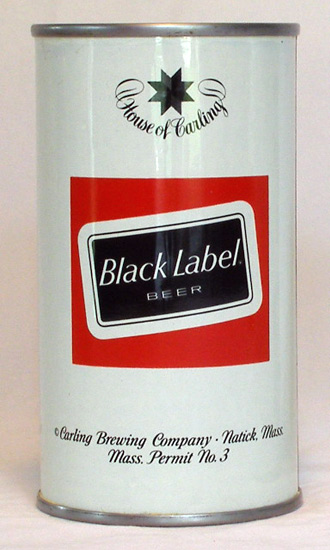 House of Carling
Black Label
BEER
© Carling Brewing Company · Natick, Mass.
Mass. Permit No. 3